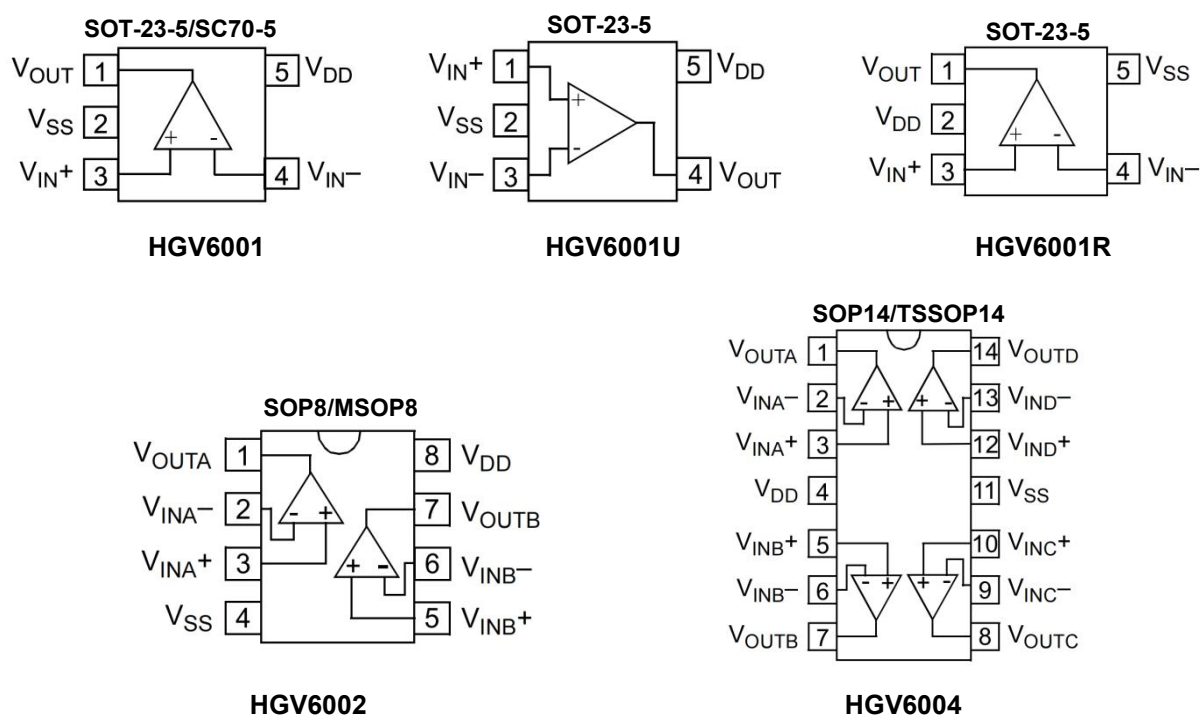 SOT-23-5/SC70-5
VOUT 1 5 VDD
VSS 2
VIN+ 3 4 VIN−
+ -
HGV6001
SOT-23-5
VIN+ 1 5 VDD
VSS 2
VIN− 3 4 VOUT
+
-
HGV6001U
SOT-23-5
VOUT 1 5 VSS
VDD 2
VIN+ 3 4 VIN−
+ -
HGV6001R
SOP8/MSOP8
VOUTA 1 8 VDD
VINA− 2 7 VOUTB
- +
VINA+ 3 6 VINB−
+ -
VSS 4 5 VINB+
HGV6002
SOP14/TSSOP14
VOUTA 1 14 VOUTD
VINA− 2 13 VIND−
- + + -
VINA+ 3 12 VIND+
VDD 4 11 VSS
VINB+ 5 10 VINC+
- + + -
VINB− 6 9 VINC−
VOUTB 7 8 VOUTC
HGV6004